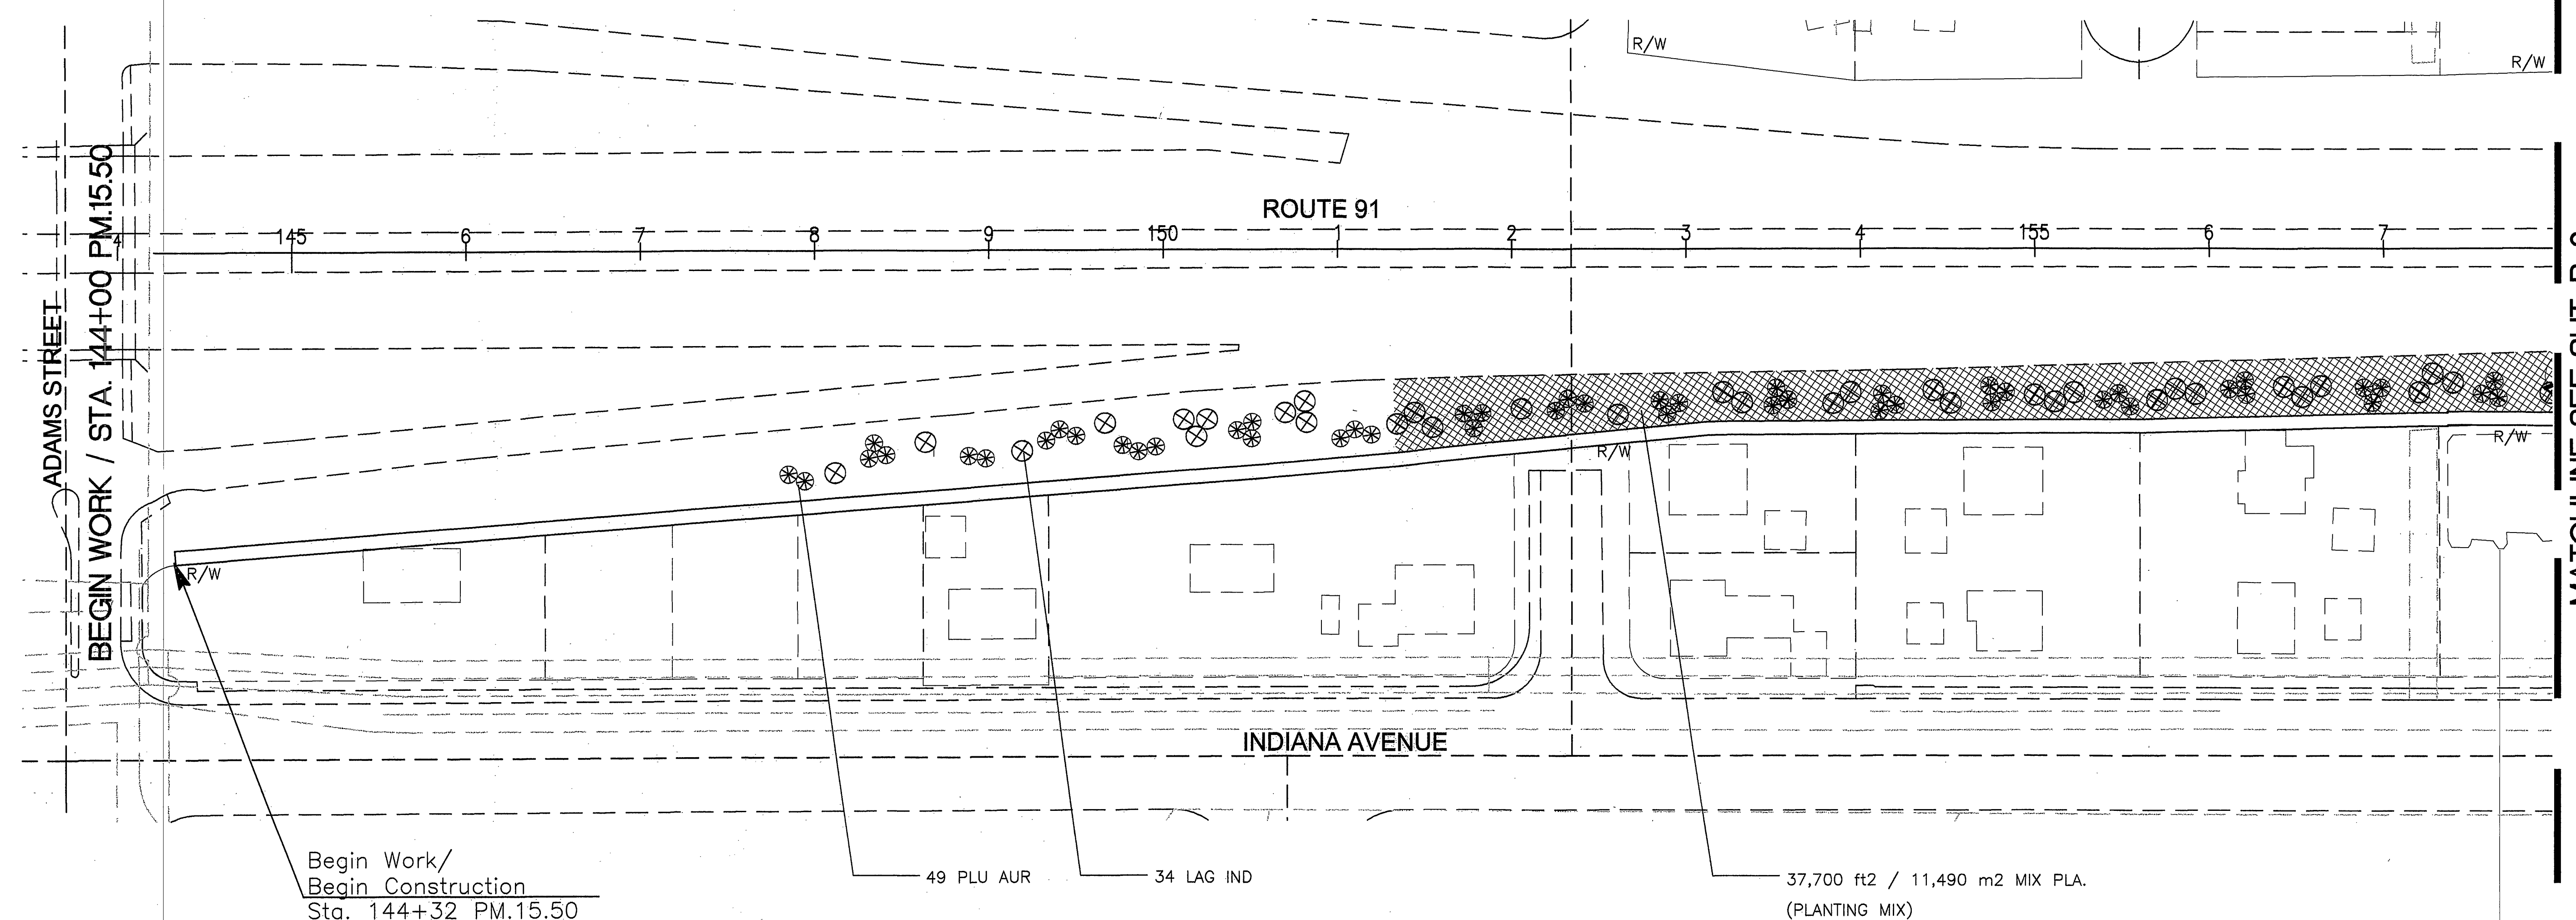 R/W
R/W
ROUTE 91
4
145
6
7
8
9
150
1
2
3
4
155
6
7
ADAMS STREET
BEGIN WORK / STA. 144+00 PM.15.50
R/W
R/W
R/W
INDIANA AVENUE
Begin Work/
Begin Construction
Sta. 144+32 PM.15.50
49 PLU AUR
34 LAG IND
37,700 ft2 / 11,490 m2 MIX PLA.
(PLANTING MIX)